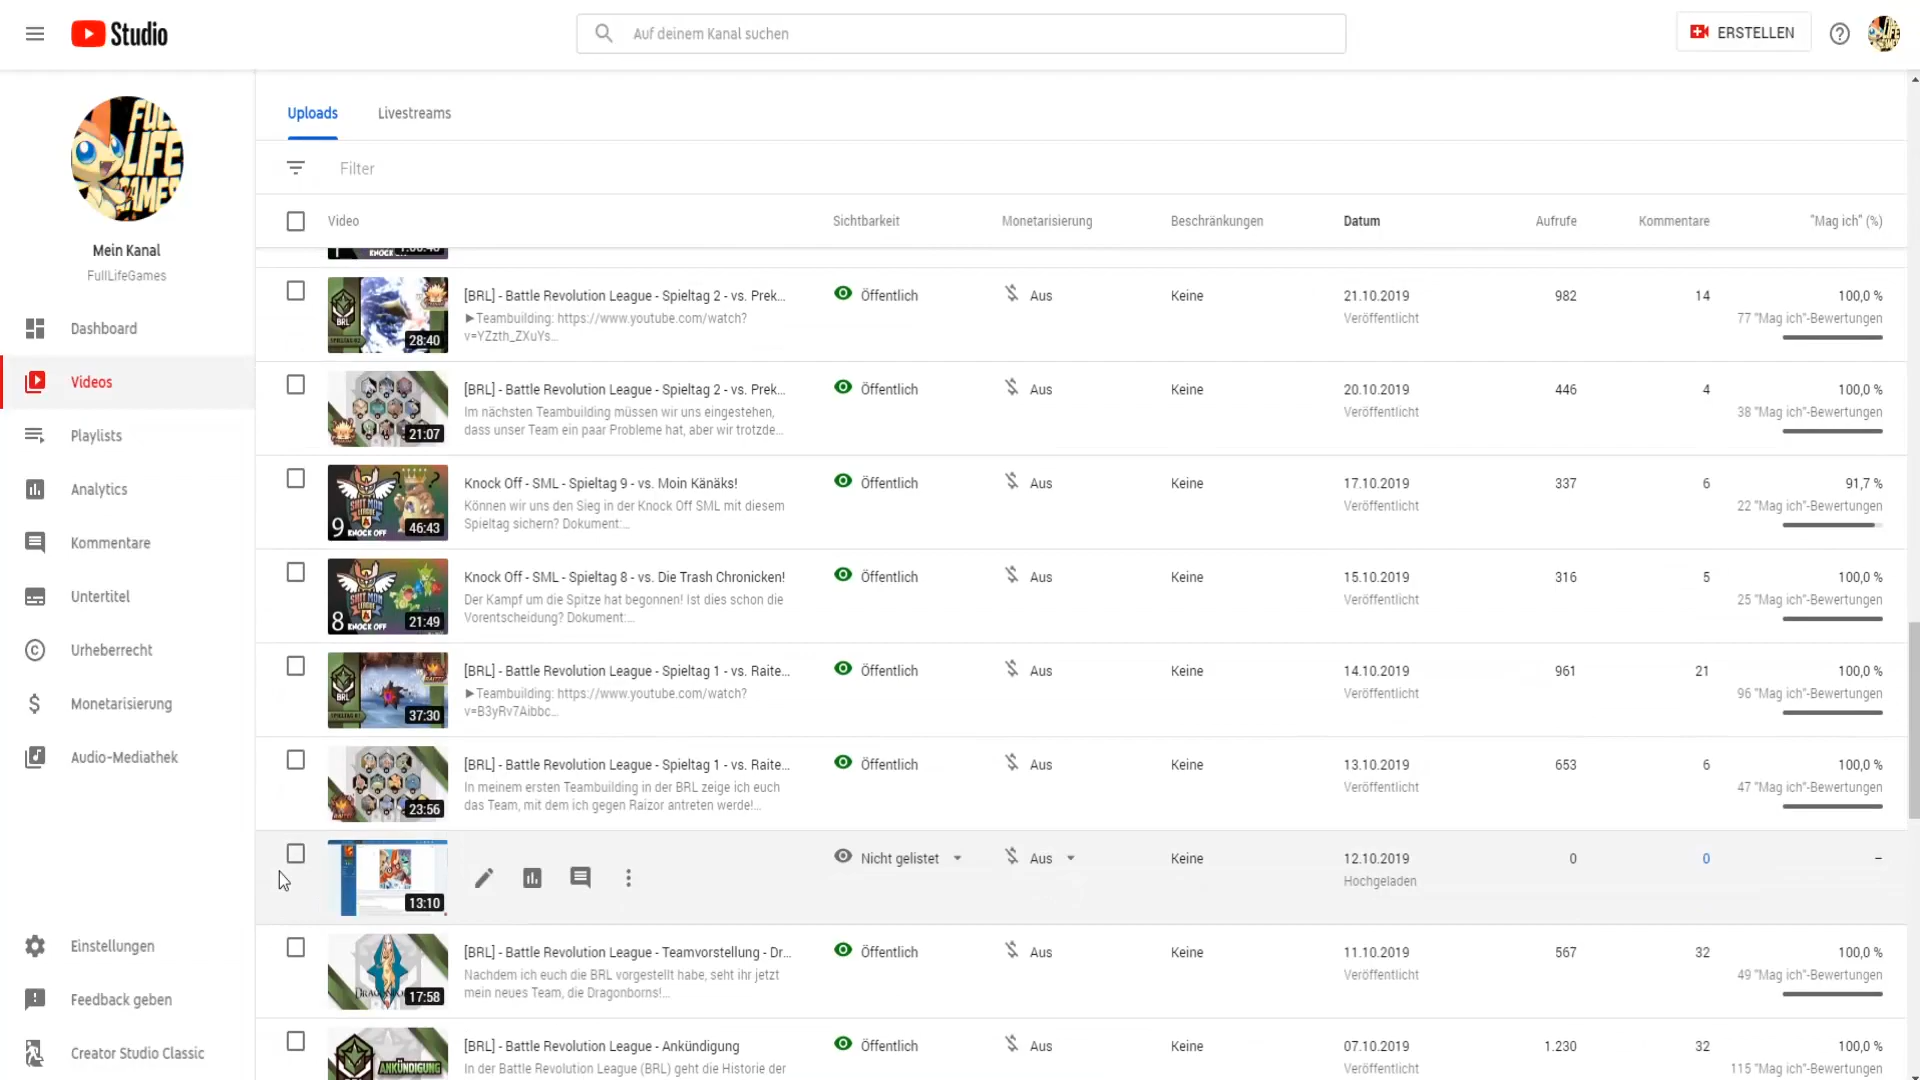 Studio
Auf deinem Kanal suchen
ERSTELLEN
FULL
LIFE
GAMES
Mein Kanal
FullLifeGames
Dashboard
Videos
Playlists
Analytics
Kommentare
Untertitel
Urheberrecht
Monetarisierung
Audio-Mediathek
Einstellungen
Feedback geben
Creator Studio Classic
Uploads Livestreams
Filter
Video Sichtbarkeit Monetarisierung Beschränkungen Datum Aufrufe Kommentare "Mag ich" (%)
[BRL] - Battle Revolution League - Spieltag 2 - vs. Prek... Öffentlich Aus Keine 21.10.2019 982 14 100,0 %
►Teambuilding: https://www.youtube.com/watch? Veröffentlicht 77 "Mag ich"-Bewertungen
v=YZzth_ZXuYs...
28:40
[BRL] - Battle Revolution League - Spieltag 2 - vs. Prek... Öffentlich Aus Keine 20.10.2019 446 4 100,0 %
Im nächsten Teambuilding müssen wir uns eingestehen, Veröffentlicht 38 "Mag ich"-Bewertungen
dass unser Team ein paar Probleme hat, aber wir trotzde...
21:07
Knock Off - SML - Spieltag 9 - vs. Moin Känäks! Öffentlich Aus Keine 17.10.2019 337 6 91,7 %
Können wir uns den Sieg in der Knock Off SML mit diesem Veröffentlicht 22 "Mag ich"-Bewertungen
Spieltag sichern? Dokument:...
9 KNOCK OFF 46:43
Knock Off - SML - Spieltag 8 - vs. Die Trash Chronicken! Öffentlich Aus Keine 15.10.2019 316 5 100,0 %
Der Kampf um die Spitze hat begonnen! Ist dies schon die Veröffentlicht 25 "Mag ich"-Bewertungen
Vorentscheidung? Dokument:...
8 KNOCK OFF 21:49
[BRL] - Battle Revolution League - Spieltag 1 - vs. Raite... Öffentlich Aus Keine 14.10.2019 961 21 100,0 %
►Teambuilding: https://www.youtube.com/watch? Veröffentlicht 96 "Mag ich"-Bewertungen
v=B3yRv7Aibbc...
37:30
[BRL] - Battle Revolution League - Spieltag 1 - vs. Raite... Öffentlich Aus Keine 13.10.2019 653 6 100,0 %
In meinem ersten Teambuilding in der BRL zeige ich euch Veröffentlicht 47 "Mag ich"-Bewertungen
das Team, mit dem ich gegen Raizor antreten werde!...
23:56
Nicht gelistet Aus Keine 12.10.2019 0 0 –
Hochgeladen
13:10
[BRL] - Battle Revolution League - Teamvorstellung - Dr... Öffentlich Aus Keine 11.10.2019 567 32 100,0 %
Nachdem ich euch die BRL vorgestellt habe, seht ihr jetzt Veröffentlicht 49 "Mag ich"-Bewertungen
mein neues Team, die Dragonborns!...
17:58
[BRL] - Battle Revolution League - Ankündigung Öffentlich Aus Keine 07.10.2019 1.230 32 100,0 %
In der Battle Revolution League (BRL) geht die Historie der Veröffentlicht 115 "Mag ich"-Bewertungen
ANKÜNDIGUNG